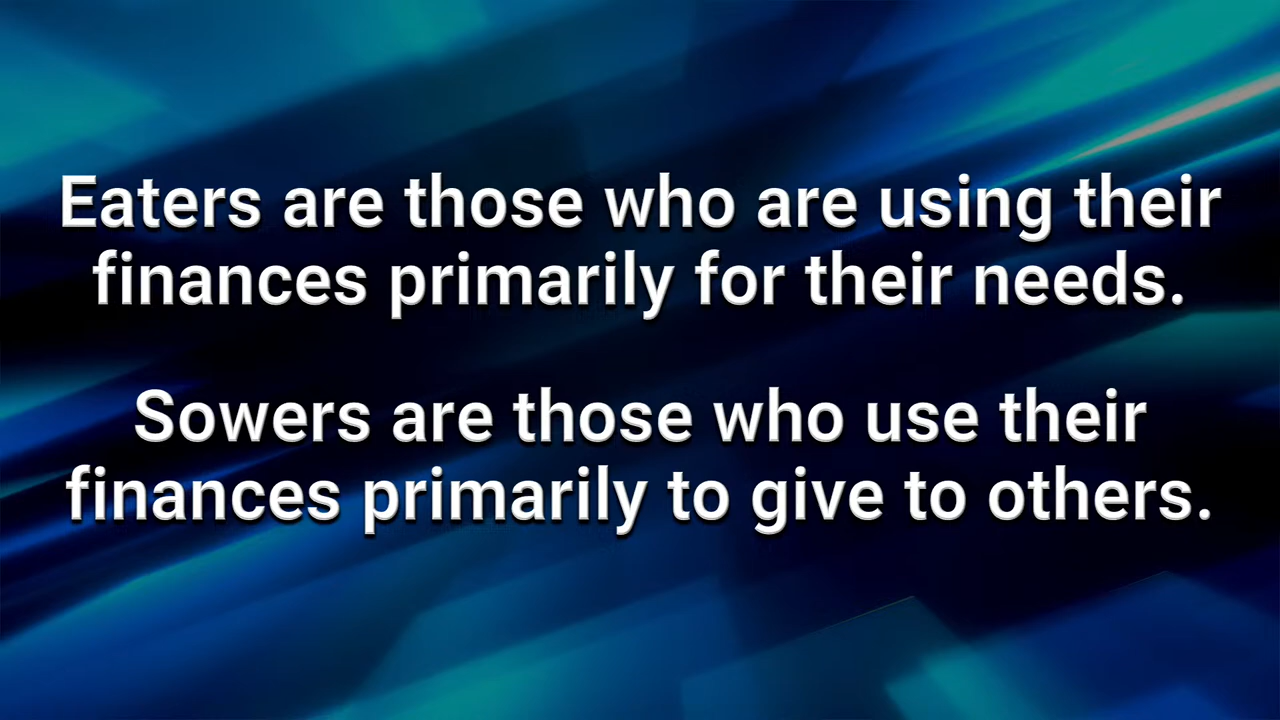 Eaters are those who are using their
finances primarily for their needs.
Sowers are those who use their
finances primarily to give to others.